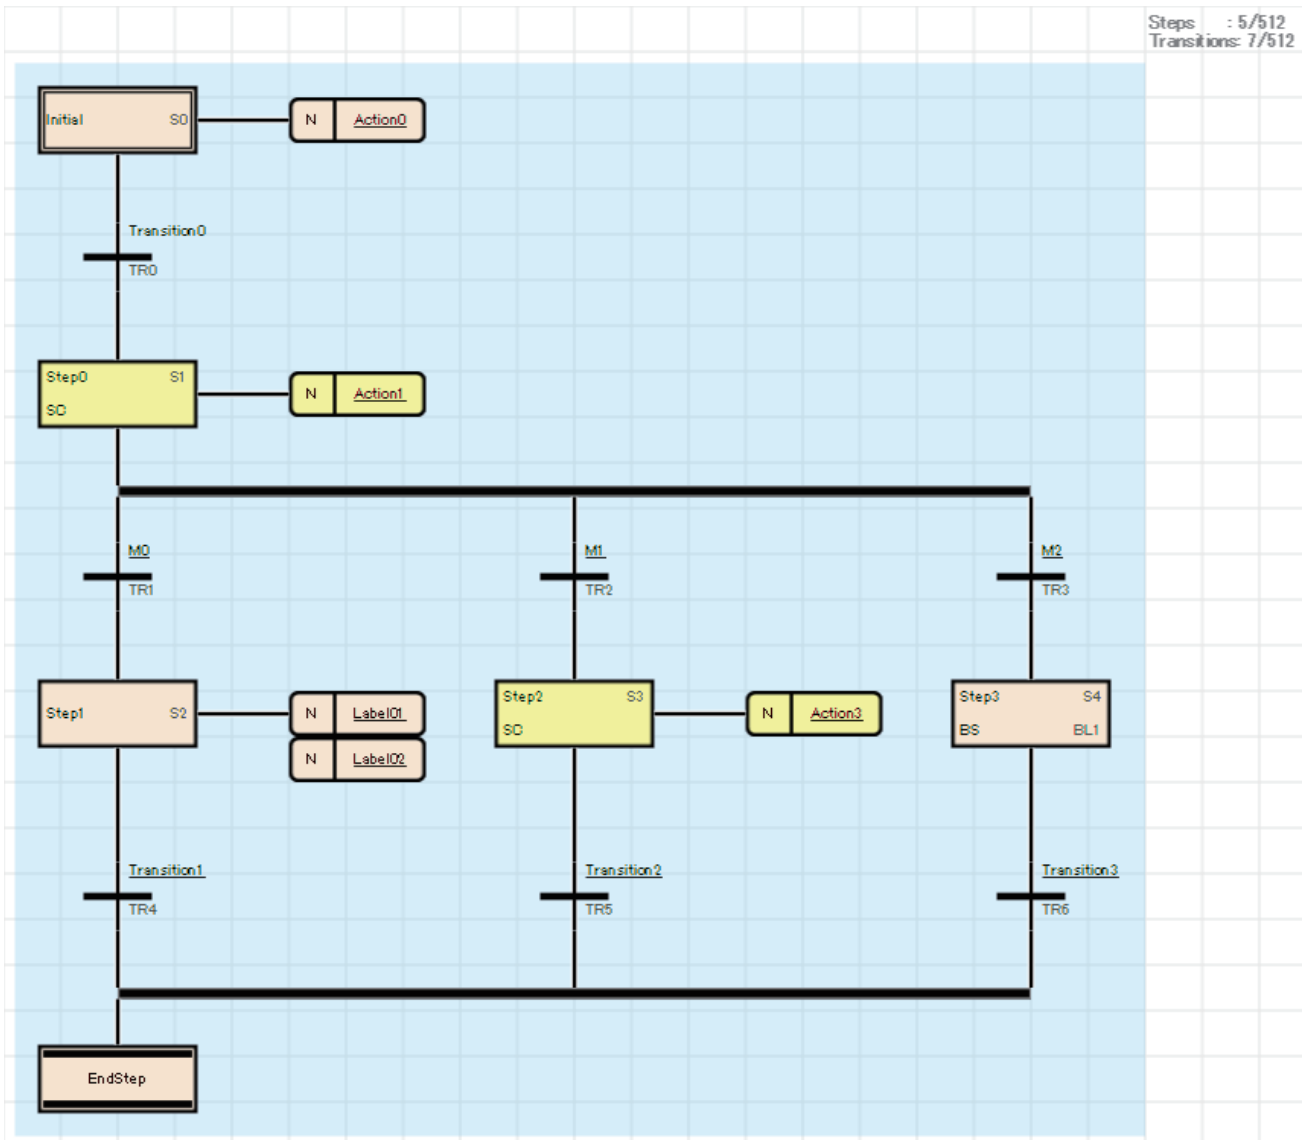 Steps : 5/512
Transitions: 7/512
Initial S0
N Action0
Transition0
TR0
Step0 S1
SC
N Action1
M0
TR1
M1
TR2
M2
TR3
Step1 S2
N Label01
N Label02
Step2 S3
SC
N Action3
Step3 S4
BS BL1
Transition1
TR4
Transition2
TR5
Transition3
TR6
EndStep